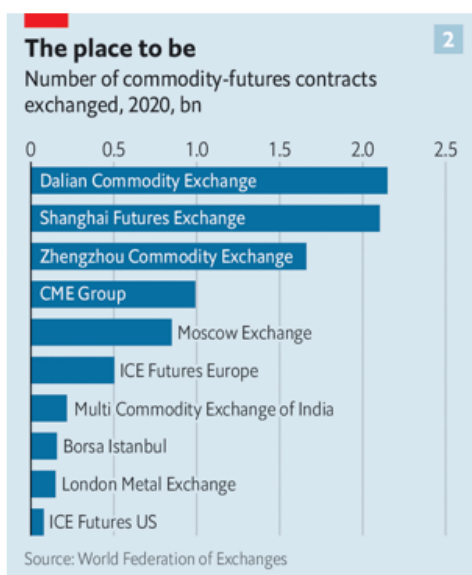 2
The place to be
Number of commodity-futures contracts
exchanged, 2020, bn
0 0.5 1.0 1.5 2.0 2.5
Dalian Commodity Exchange
Shanghai Futures Exchange
Zhengzhou Commodity Exchange
CME Group
Moscow Exchange
ICE Futures Europe
Multi Commodity Exchange of India
Borsa Istanbul
London Metal Exchange
ICE Futures US
Source: World Federation of Exchanges